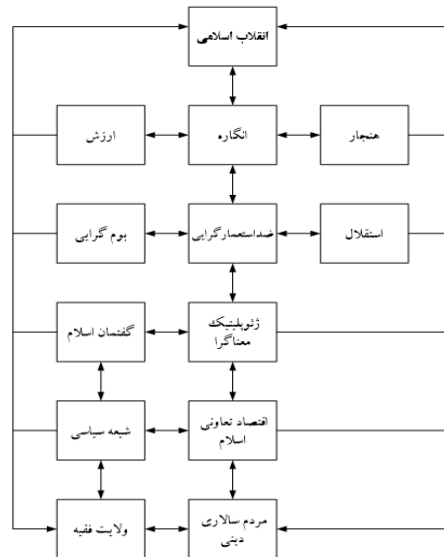 انقلاب اسلامی
هنجار
انگاره
ارزش
استقلال
ضداستعمارگرایی
بوم گرایی
ژئوپلیتیک
معناگرا
گفتمان اسلام
اقتصاد تعاونی
اسلام
شیعه سیاسی
مردم سالاری
دینی
ولایت فقیه